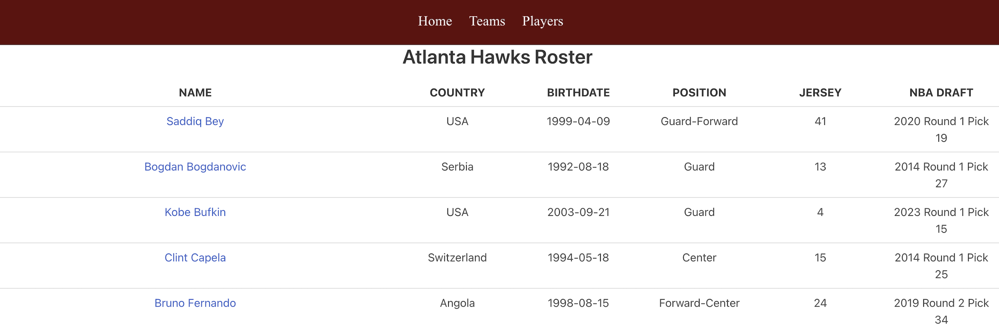 Home Teams Players
Atlanta Hawks Roster
NAME COUNTRY BIRTHDATE POSITION JERSEY NBA DRAFT
Saddiq Bey USA 1999-04-09 Guard-Forward 41 2020 Round 1 Pick
19
Bogdan Bogdanovic Serbia 1992-08-18 Guard 13 2014 Round 1 Pick
27
Kobe Bufkin USA 2003-09-21 Guard 4 2023 Round 1 Pick
15
Clint Capela Switzerland 1994-05-18 Center 15 2014 Round 1 Pick
25
Bruno Fernando Angola 1998-08-15 Forward-Center 24 2019 Round 2 Pick
34